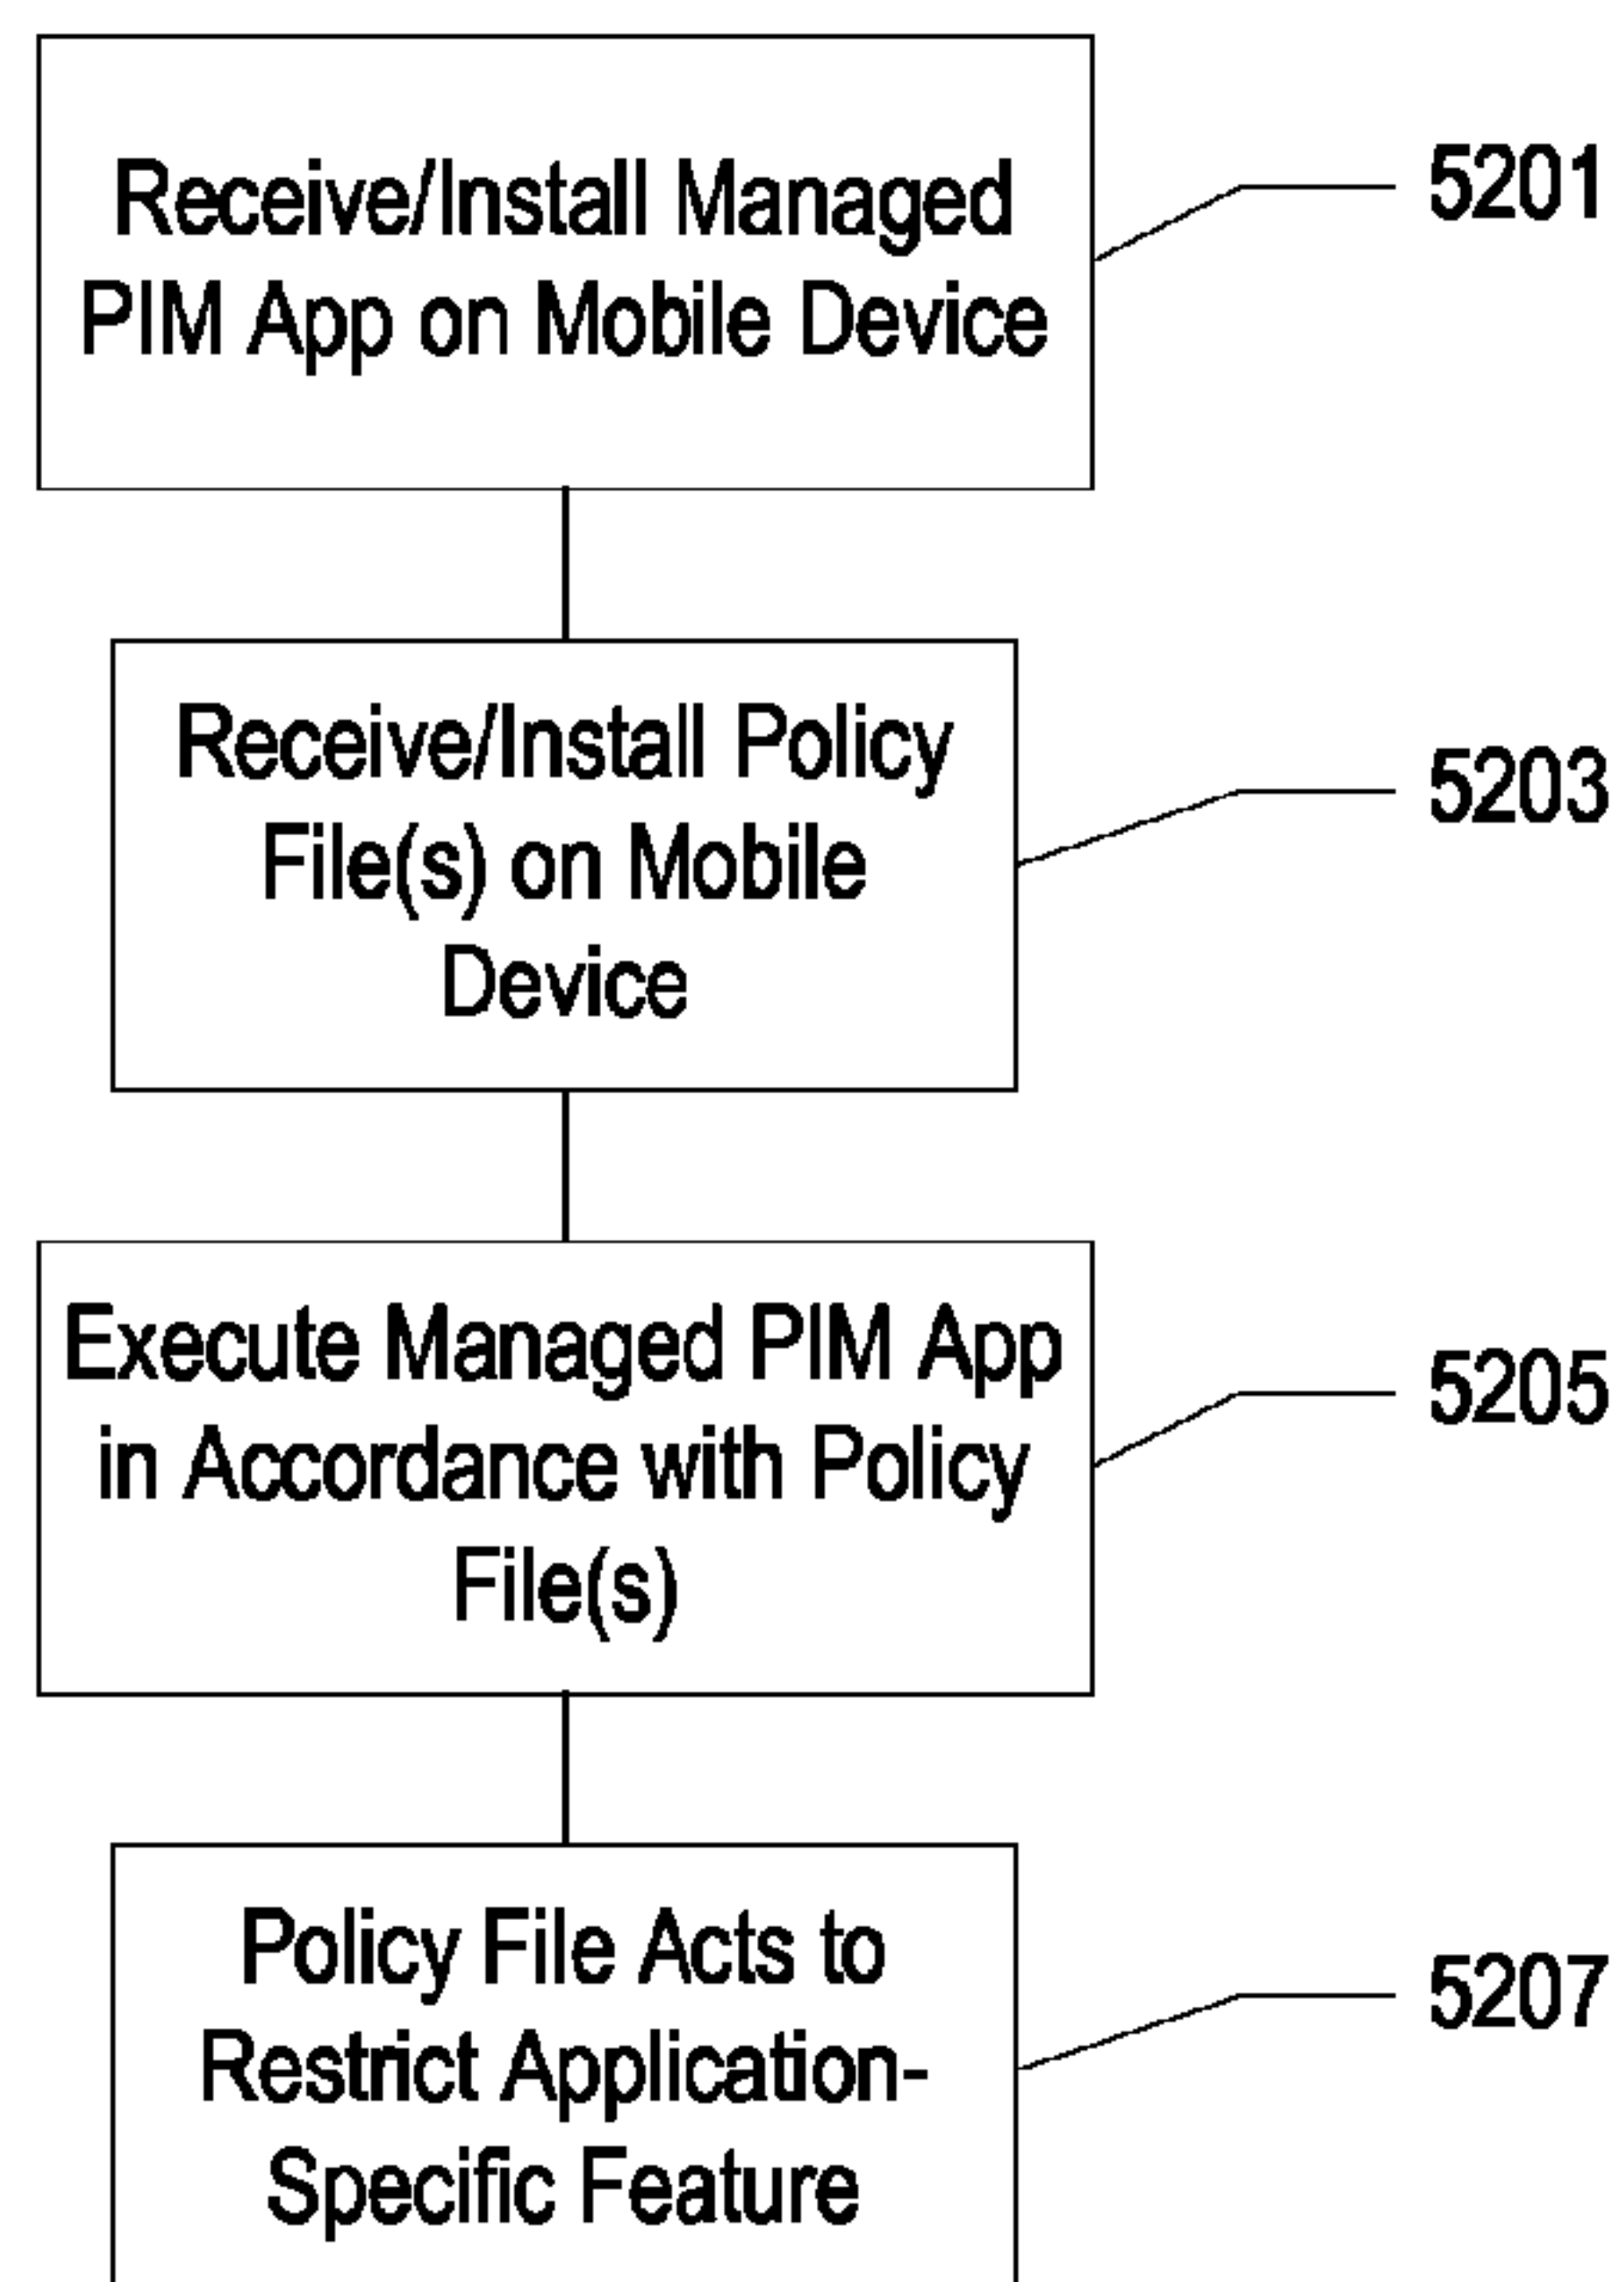 Receive/Install Managed
PIM App on Mobile Device
5201
Receive/Install Policy
File(s) on Mobile
Device
5203
Execute Managed PIM App
in Accordance with Policy
File(s)
5205
Policy File Acts to
Restrict Application-
Specific Feature
5207